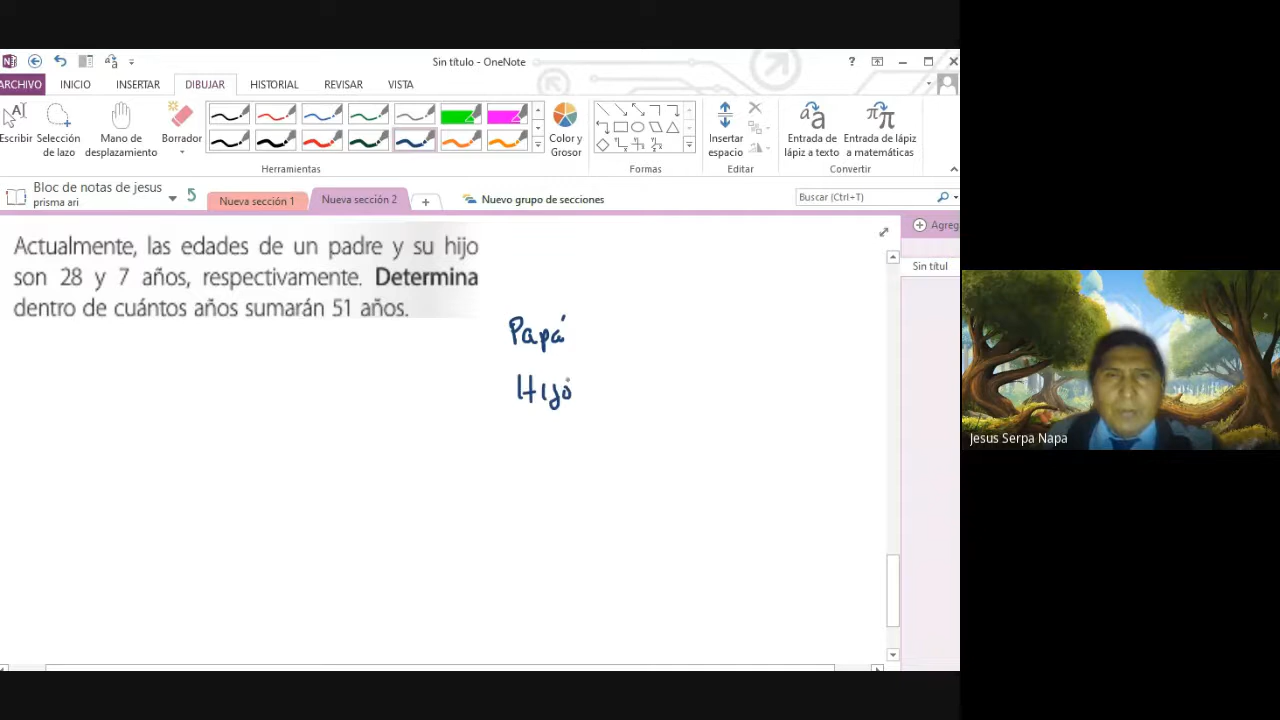 Sin título - OneNote
ARCHIVO INICIO INSERTAR DIBUJAR HISTORIAL REVISAR VISTA
Escribir
Selección de lazo
Mano de desplazamiento
Borrador
Color y Grosor
Insertar espacio
Entrada de lápiz a texto
Entrada de lápiz a matemáticas
Herramientas Formas Editar Convertir
Bloc de notas de jesus
prisma ari
Nueva sección 1 Nueva sección 2 + Nuevo grupo de secciones
Buscar (Ctrl+T)
Agreg
Sin títul
Actualmente, las edades de un padre y su hijo
son 28 y 7 años, respectivamente. Determina
dentro de cuántos años sumarán 51 años.
Papá
Hijo
Jesus Serpa Napa